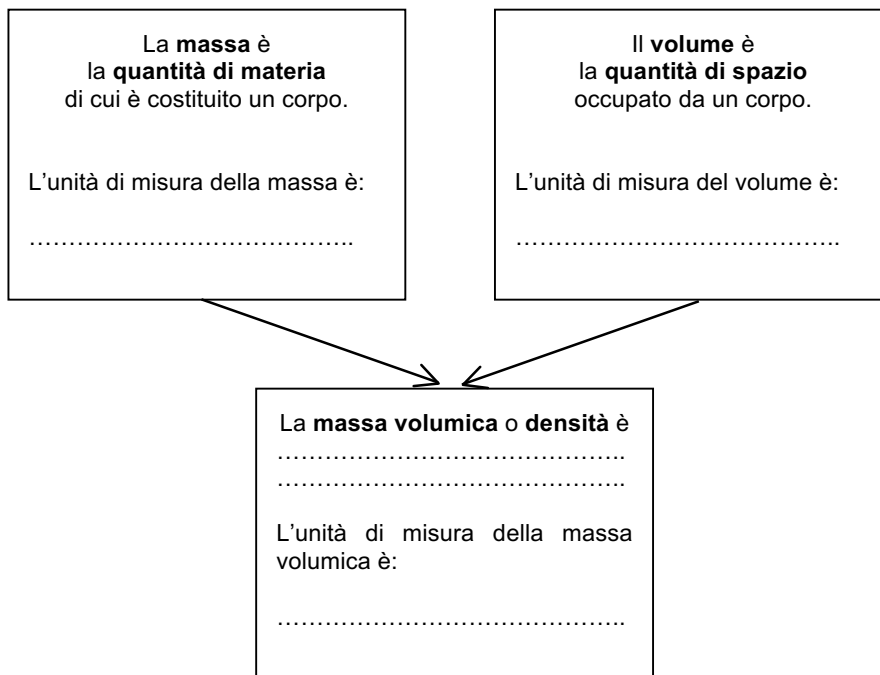 La massa è
la quantità di materia
di cui è costituito un corpo.
L’unità di misura della massa è:
…………………………………..
Il volume è
la quantità di spazio
occupato da un corpo.
L’unità di misura del volume è:
…………………………………..
La massa volumica o densità è
……………………………………..
……………………………………..
L’unità di misura della massa
volumica è:
……………………………………..